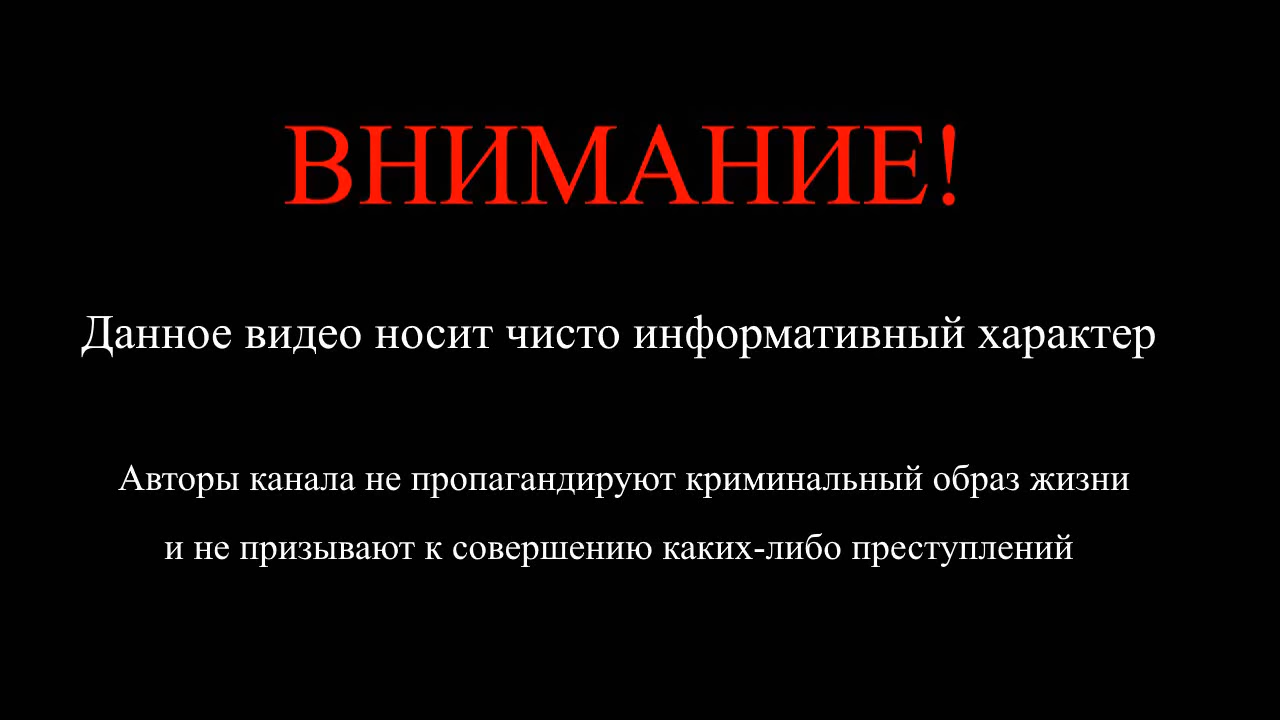 ВНИМАНИЕ!
Данное видео носит чисто информативный характер
Авторы канала не пропагандируют криминальный образ жизни
и не призывают к совершению каких-либо преступлений